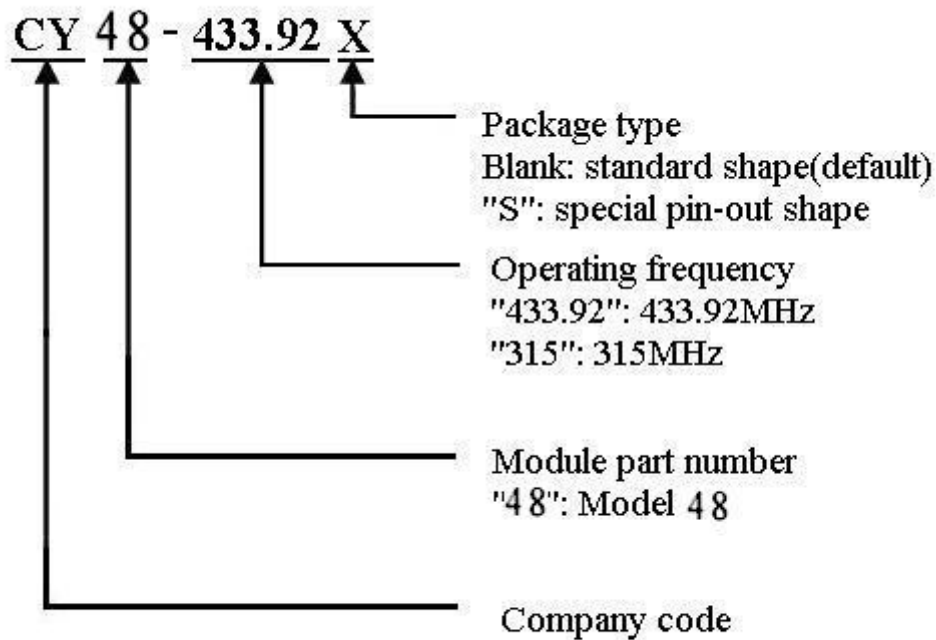 CY 48-433.92 X
Package type
Blank: standard shape(default)
"S": special pin-out shape
Operating frequency
"433.92": 433.92MHz
"315": 315MHz
Module part number
"48": Model 48
Company code